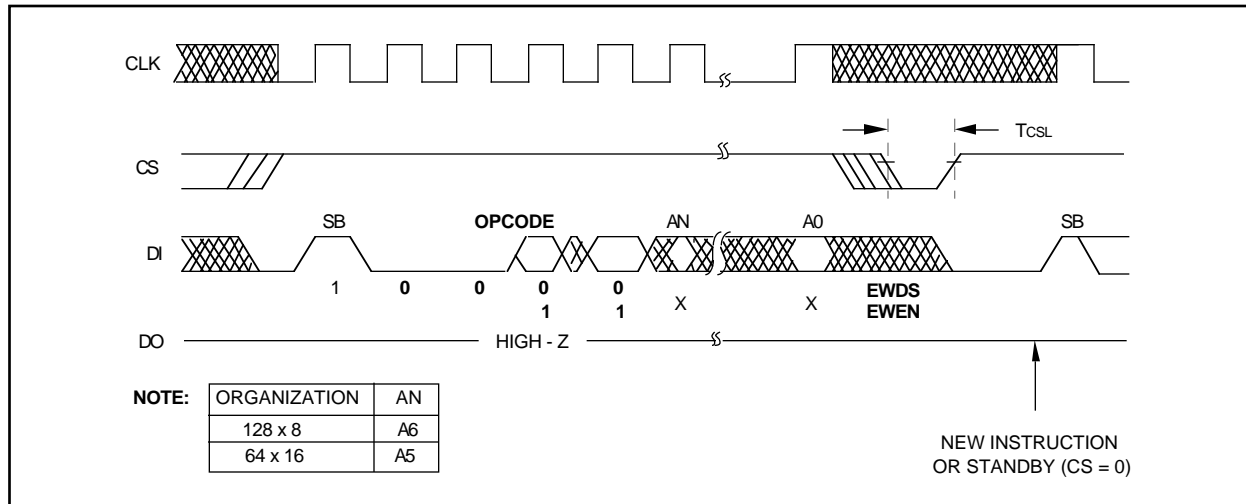 CLK
TCSL
CS
SB OPCODE AN A0 SB
DI
1 0 0 0 0 X X EWDS
1 1 EWEN
DO HIGH - Z
NOTE: ORGANIZATION AN
128 x 8 A6
64 x 16 A5
NEW INSTRUCTION
OR STANDBY (CS = 0)